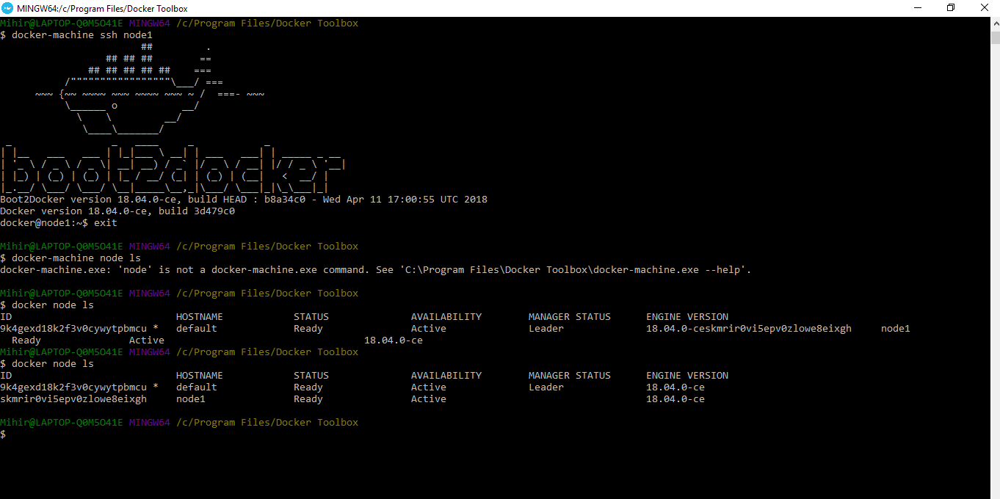 MINGW64:/c/Program Files/Docker Toolbox
Mihir@LAPTOP-Q0M5O41E MINGW64 /c/Program Files/Docker Toolbox
$ docker-machine ssh node1
                        ##         .
                  ## ## ##        ==
               ## ## ## ## ##    ===
           /"""""""""""""""""\___/ ===
      ~~~ {~~ ~~~~ ~~~ ~~~~ ~~~ ~ /  ===- ~~~
           \______ o           __/
             \    \         __/
              \____\_______/
 _                 _   ____     _            _
| |__   ___   ___ | |_|___ \ __| | ___   ___| | _____ _ __
| '_ \ / _ \ / _ \| __| __) / _` |/ _ \ / __| |/ / _ \ '__|
| |_) | (_) | (_) | |_ / __/ (_| | (_) | (__|   <  __/ |
|_.__/ \___/ \___/ \__|_____\__,_|\___/ \___|_|\_\___|_|
Boot2Docker version 18.04.0-ce, build HEAD : b8a34c0 - Wed Apr 11 17:00:55 UTC 2018
Docker version 18.04.0-ce, build 3d479c0
docker@node1:~$ exit
Mihir@LAPTOP-Q0M5O41E MINGW64 /c/Program Files/Docker Toolbox
$ docker-machine node ls
docker-machine.exe: 'node' is not a docker-machine.exe command. See 'C:\Program Files\Docker Toolbox\docker-machine.exe --help'.
Mihir@LAPTOP-Q0M5O41E MINGW64 /c/Program Files/Docker Toolbox
$ docker node ls
ID                            HOSTNAME            STATUS              AVAILABILITY        MANAGER STATUS      ENGINE VERSION
9k4gexd18k2f3v0cywytpbmcu *   default             Ready               Active              Leader              18.04.0-ceskmrir0vi5epv0zlowe8eixgh     node1
  Ready               Active                                  18.04.0-ce
Mihir@LAPTOP-Q0M5O41E MINGW64 /c/Program Files/Docker Toolbox
$ docker node ls
ID                            HOSTNAME            STATUS              AVAILABILITY        MANAGER STATUS      ENGINE VERSION
9k4gexd18k2f3v0cywytpbmcu *   default             Ready               Active              Leader              18.04.0-ce
skmrir0vi5epv0zlowe8eixgh     node1               Ready               Active                                  18.04.0-ce
Mihir@LAPTOP-Q0M5O41E MINGW64 /c/Program Files/Docker Toolbox
$